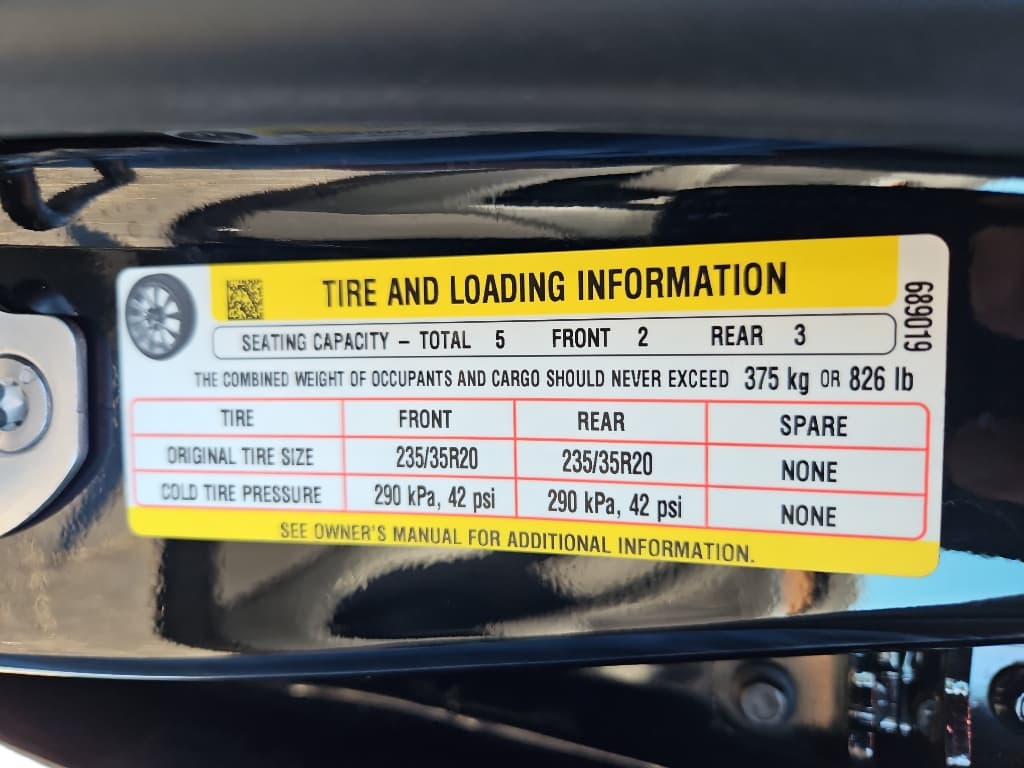 TIRE AND LOADING INFORMATION
SEATING CAPACITY – TOTAL 5 FRONT 2 REAR 3
689019
THE COMBINED WEIGHT OF OCCUPANTS AND CARGO SHOULD NEVER EXCEED 375 kg OR 826 lb
TIRE FRONT REAR SPARE
ORIGINAL TIRE SIZE 235/35R20 235/35R20 NONE
COLD TIRE PRESSURE 290 kPa, 42 psi 290 kPa, 42 psi NONE
SEE OWNER'S MANUAL FOR ADDITIONAL INFORMATION.